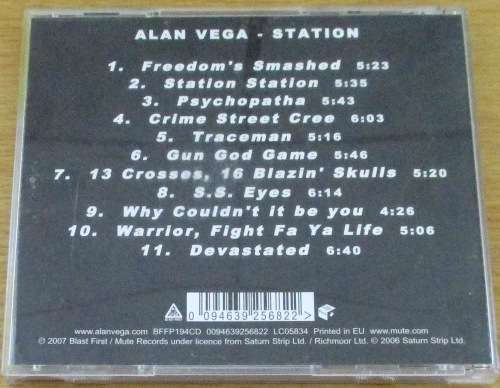 ALAN VEGA - STATION
1. Freedom's Smashed 5:23
2. Station Station 5:35
3. Psychopatha 5:43
4. Crime Street Cree 6:03
5. Traceman 5:16
6. Gun God Game 5:46
7. 13 Crosses, 16 Blazin' Skulls 5:20
8. S.S. Eyes 6:14
9. Why Couldn't it be you 4:26
10. Warrior, Fight Fa Ya Life 5:06
11. Devastated 6:40
0 094639 256822 >
www.alanvega.com BFFP194CD 0094639256822 LC05834 Printed in EU www.mute.com
℗ 2007 Blast First / Mute Records under licence from Saturn Strip Ltd. / Richmoor Ltd. © 2006 Saturn Strip Ltd.